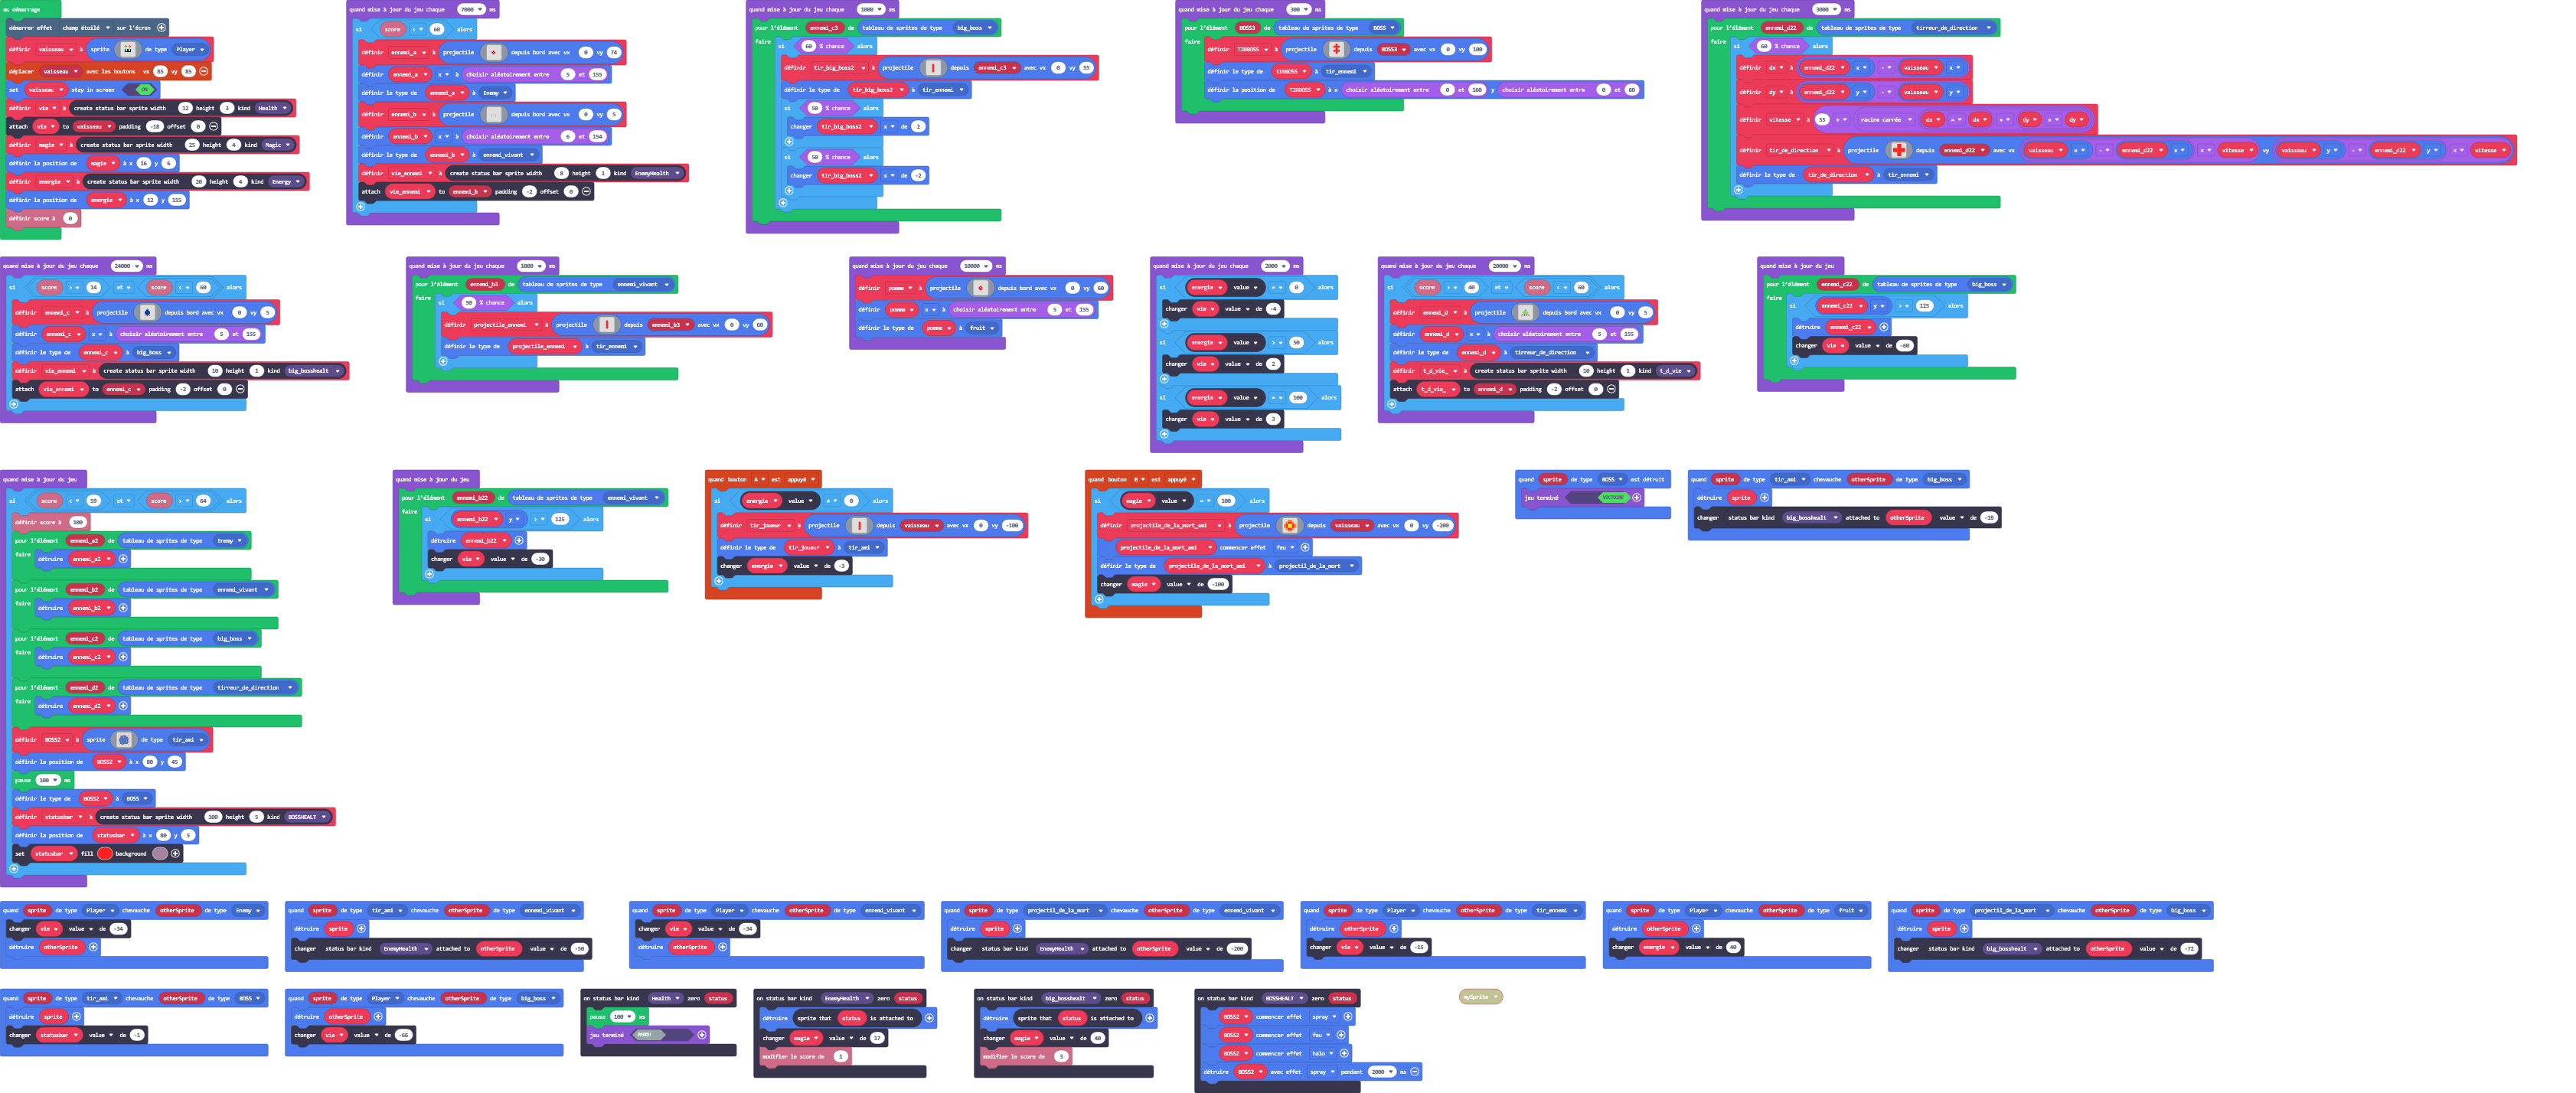 au démarrage
démarrer effet champ étoilé sur l'écran
définir vaisseau à sprite de type Player
déplacer vaisseau avec les boutons vx 85 vy 85
set vaisseau stay in screen ON
définir vie à create status bar sprite width 12 height 3 kind Health
attach vie to vaisseau padding -18 offset 0
définir magie à create status bar sprite width 25 height 4 kind Magic
définir la position de magie à x 16 y 6
définir energie à create status bar sprite width 20 height 4 kind Energy
définir la position de energie à x 12 y 115
définir score à 0
quand mise à jour du jeu chaque 7000 ms
si score < 60 alors
définir ennemi_a à projectile depuis bord avec vx 0 vy 74
définir ennemi_a x à choisir aléatoirement entre 5 et 155
définir le type de ennemi_a à Enemy
définir ennemi_b à projectile depuis bord avec vx 0 vy 5
définir ennemi_b x à choisir aléatoirement entre 6 et 154
définir le type de ennemi_b à ennemi_vivant
définir vie_ennemi à create status bar sprite width 8 height 1 kind EnemyHealth
attach vie_ennemi to ennemi_b padding -2 offset 0
quand mise à jour du jeu chaque 1000 ms
pour l'élément ennemi_c3 de tableau de sprites de type big_boss
faire si 60 % chance alors
définir tir_big_boss2 à projectile depuis ennemi_c3 avec vx 0 vy 55
définir le type de tir_big_boss2 à tir_ennemi
si 50 % chance alors
changer tir_big_boss2 x de 2
si 50 % chance alors
changer tir_big_boss2 x de -2
quand mise à jour du jeu chaque 300 ms
pour l'élément BOSS3 de tableau de sprites de type BOSS
faire définir TIRBOSS à projectile depuis BOSS3 avec vx 0 vy 100
définir le type de TIRBOSS à tir_ennemi
définir la position de TIRBOSS à x choisir aléatoirement entre 0 et 160 y choisir aléatoirement entre 0 et 60
quand mise à jour du jeu chaque 3000 ms
pour l'élément ennemi_d22 de tableau de sprites de type tirreur_de_direction
faire si 60 % chance alors
définir dx à ennemi_d22 x - vaisseau x
définir dy à ennemi_d22 y - vaisseau y
définir vitesse à 55 ÷ racine carrée dx × dx + dy × dy
définir tir_de_direction à projectile depuis ennemi_d22 avec vx vaisseau x - ennemi_d22 x × vitesse vy vaisseau y - ennemi_d22 y × vitesse
définir le type de tir_de_direction à tir_ennemi
quand mise à jour du jeu chaque 24000 ms
si score > 14 et score < 60 alors
définir ennemi_c à projectile depuis bord avec vx 0 vy 5
définir ennemi_c x à choisir aléatoirement entre 5 et 155
définir le type de ennemi_c à big_boss
définir vie_ennemi à create status bar sprite width 10 height 1 kind big_bosshealt
attach vie_ennemi to ennemi_c padding -2 offset 0
quand mise à jour du jeu chaque 1000 ms
pour l'élément ennemi_b3 de tableau de sprites de type ennemi_vivant
faire si 50 % chance alors
définir projectile_ennemi à projectile depuis ennemi_b3 avec vx 0 vy 60
définir le type de projectile_ennemi à tir_ennemi
quand mise à jour du jeu chaque 10000 ms
définir pomme à projectile depuis bord avec vx 0 vy 60
définir pomme x à choisir aléatoirement entre 5 et 155
définir le type de pomme à fruit
quand mise à jour du jeu chaque 2000 ms
si energie value = 0 alors
changer vie value de -4
si energie value > 50 alors
changer vie value de 2
si energie value = 100 alors
changer vie value de 3
quand mise à jour du jeu chaque 20000 ms
si score > 40 et score < 60 alors
définir ennemi_d à projectile depuis bord avec vx 0 vy 5
définir ennemi_d x à choisir aléatoirement entre 5 et 155
définir le type de ennemi_d à tirreur_de_direction
définir t_d_vie_ à create status bar sprite width 10 height 1 kind t_d_vie
attach t_d_vie_ to ennemi_d padding -2 offset 0
quand mise à jour du jeu
pour l'élément ennemi_c22 de tableau de sprites de type big_boss
faire si ennemi_c22 y > 125 alors
détruire ennemi_c22
changer vie value de -60
quand mise à jour du jeu
si score < 59 et score > 64 alors
définir score à 100
pour l'élément ennemi_a2 de tableau de sprites de type Enemy
faire détruire ennemi_a2
pour l'élément ennemi_b2 de tableau de sprites de type ennemi_vivant
faire détruire ennemi_b2
pour l'élément ennemi_c2 de tableau de sprites de type big_boss
faire détruire ennemi_c2
pour l'élément ennemi_d2 de tableau de sprites de type tirreur_de_direction
faire détruire ennemi_d2
définir BOSS2 à sprite de type tir_ami
définir la position de BOSS2 à x 80 y 45
pause 100 ms
définir le type de BOSS2 à BOSS
définir statusbar à create status bar sprite width 100 height 5 kind BOSSHEALT
définir la position de statusbar à x 80 y 5
set statusbar fill background
quand mise à jour du jeu
pour l'élément ennemi_b22 de tableau de sprites de type ennemi_vivant
faire si ennemi_b22 y > 125 alors
détruire ennemi_b22
changer vie value de -30
quand bouton A est appuyé
si energie value ≠ 0 alors
définir tir_joueur à projectile depuis vaisseau avec vx 0 vy -100
définir le type de tir_joueur à tir_ami
changer energie value de -3
quand bouton B est appuyé
si magie value = 100 alors
définir projectile_de_la_mort_ami à projectile depuis vaisseau avec vx 0 vy -200
projectile_de_la_mort_ami commencer effet feu
définir le type de projectile_de_la_mort_ami à projectil_de_la_mort
changer magie value de -100
quand sprite de type BOSS est détruit
jeu terminé VICTOIRE
quand sprite de type tir_ami chevauche otherSprite de type big_boss
détruire sprite
changer status bar kind big_bosshealt attached to otherSprite value de -18
quand sprite de type Player chevauche otherSprite de type Enemy
changer vie value de -34
détruire otherSprite
quand sprite de type tir_ami chevauche otherSprite de type ennemi_vivant
détruire sprite
changer status bar kind EnemyHealth attached to otherSprite value de -50
quand sprite de type Player chevauche otherSprite de type ennemi_vivant
changer vie value de -34
détruire otherSprite
quand sprite de type projectil_de_la_mort chevauche otherSprite de type ennemi_vivant
détruire sprite
changer status bar kind EnemyHealth attached to otherSprite value de -200
quand sprite de type Player chevauche otherSprite de type tir_ennemi
détruire otherSprite
changer vie value de -15
quand sprite de type Player chevauche otherSprite de type fruit
détruire otherSprite
changer energie value de 40
quand sprite de type projectil_de_la_mort chevauche otherSprite de type big_boss
détruire sprite
changer status bar kind big_bosshealt attached to otherSprite value de -72
quand sprite de type tir_ami chevauche otherSprite de type BOSS
détruire sprite
changer statusbar value de -1
quand sprite de type Player chevauche otherSprite de type big_boss
détruire otherSprite
changer vie value de -66
on status bar kind Health zero status
pause 100 ms
jeu terminé PERDU
on status bar kind EnemyHealth zero status
détruire sprite that status is attached to
changer magie value de 17
modifier le score de 1
on status bar kind big_bosshealt zero status
détruire sprite that status is attached to
changer magie value de 40
modifier le score de 3
on status bar kind BOSSHEALT zero status
BOSS2 commencer effet spray
BOSS2 commencer effet feu
BOSS2 commencer effet halo
détruire BOSS2 avec effet spray pendant 2000 ms
mySprite